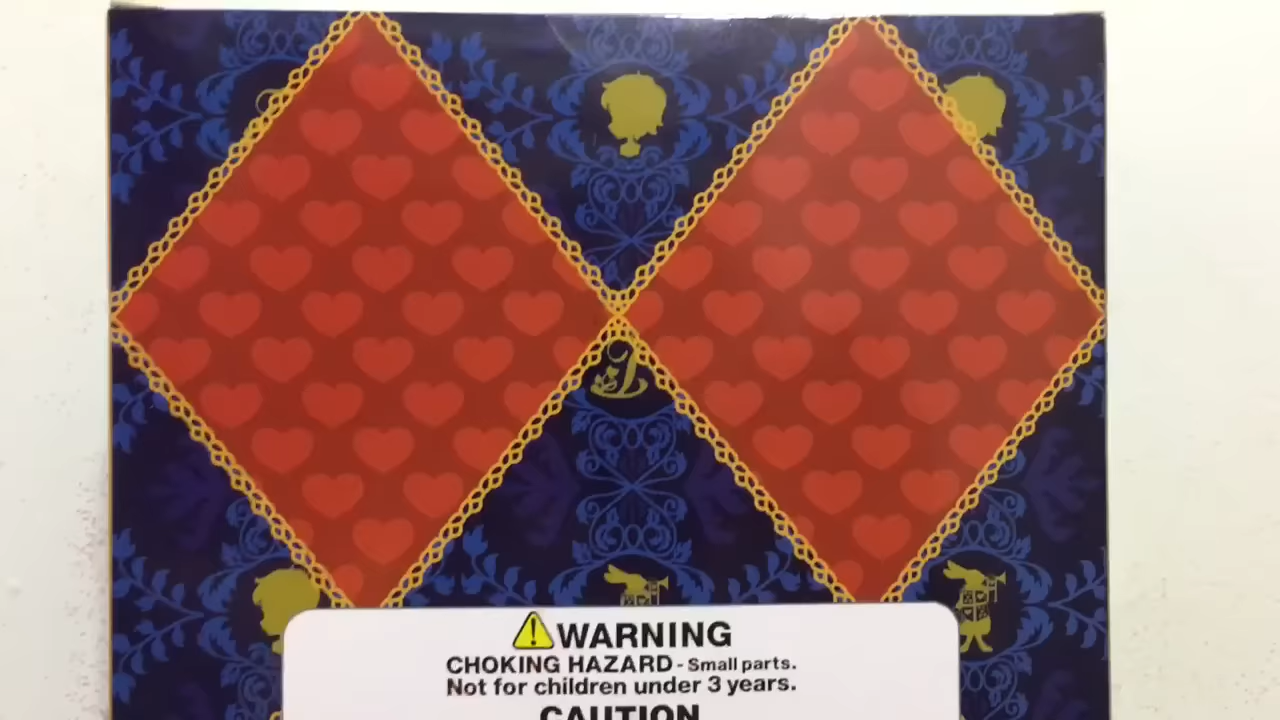 WARNING
CHOKING HAZARD - Small parts.
Not for children under 3 years.
CAUTION